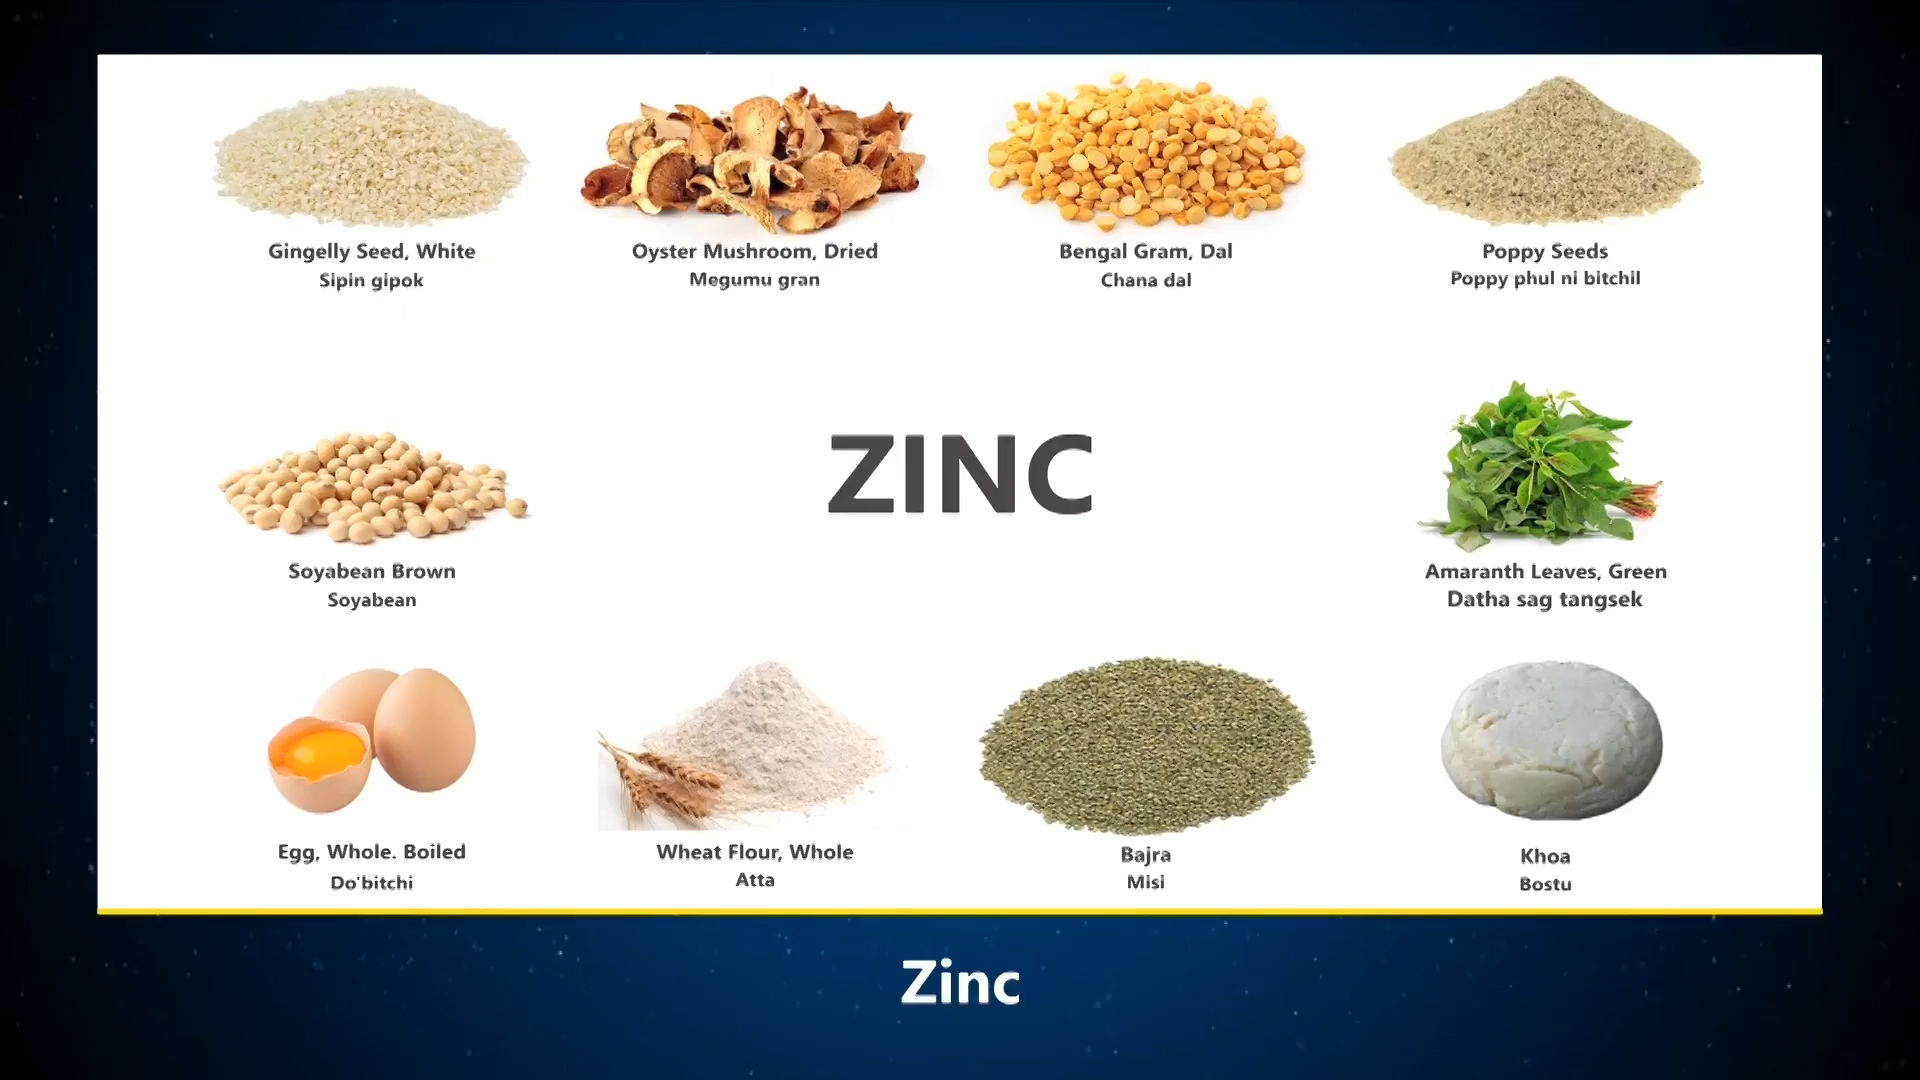 Gingelly Seed, White
Sipin gipok
Oyster Mushroom, Dried
Megumu gran
Bengal Gram, Dal
Chana dal
Poppy Seeds
Poppy phul ni bitchil
ZINC
Soyabean Brown
Soyabean
Amaranth Leaves, Green
Datha sag tangsek
Egg, Whole. Boiled
Do'bitchi
Wheat Flour, Whole
Atta
Bajra
Misi
Khoa
Bostu
Zinc